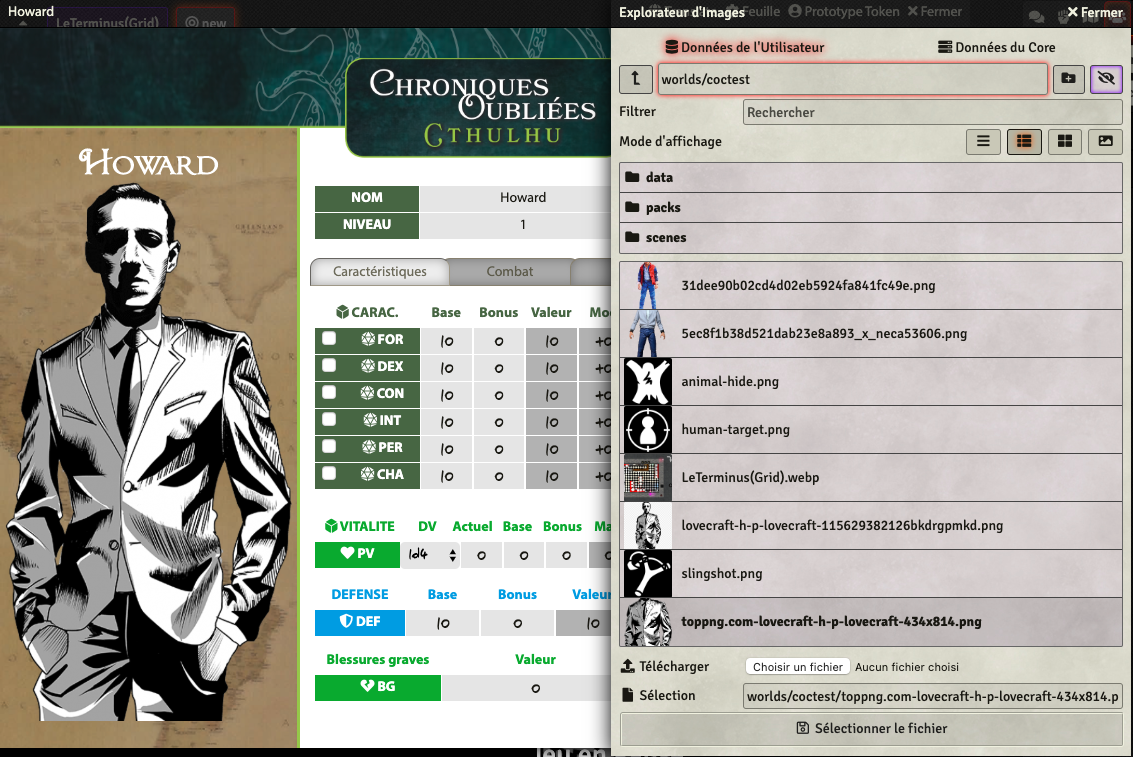 Howard
LeTerminus(Grid)
new
Feuille
Prototype Token
Fermer
CHRONIQUES
OUBLIÉES
CTHULHU
HOWARD
GREENLAND
NOM Howard
NIVEAU 1
Caractéristiques Combat
CARAC. Base Bonus Valeur Mo
FOR 10 0 10 +0
DEX 10 0 10 +0
CON 10 0 10 +0
INT 10 0 10 +0
PER 10 0 10 +0
CHA 10 0 10 +0
VITALITE DV Actuel Base Bonus Ma
PV 1d4 0 0 0 0
DEFENSE Base Bonus Valeur
DEF 10 0 10
Blessures graves Valeur
BG 0
Explorateur d'Images
Fermer
Données de l'Utilisateur Données du Core
worlds/coctest
Filtrer Rechercher
Mode d'affichage
data
packs
scenes
31dee90b02cd4d02eb5924fa841fc49e.png
5ec8f1b38d521dab23e8a893_x_neca53606.png
animal-hide.png
human-target.png
LeTerminus(Grid).webp
lovecraft-h-p-lovecraft-115629382126bkdrgpmkd.png
slingshot.png
toppng.com-lovecraft-h-p-lovecraft-434x814.png
Télécharger Choisir un fichier Aucun fichier choisi
Sélection worlds/coctest/toppng.com-lovecraft-h-p-lovecraft-434x814.p
Sélectionner le fichier